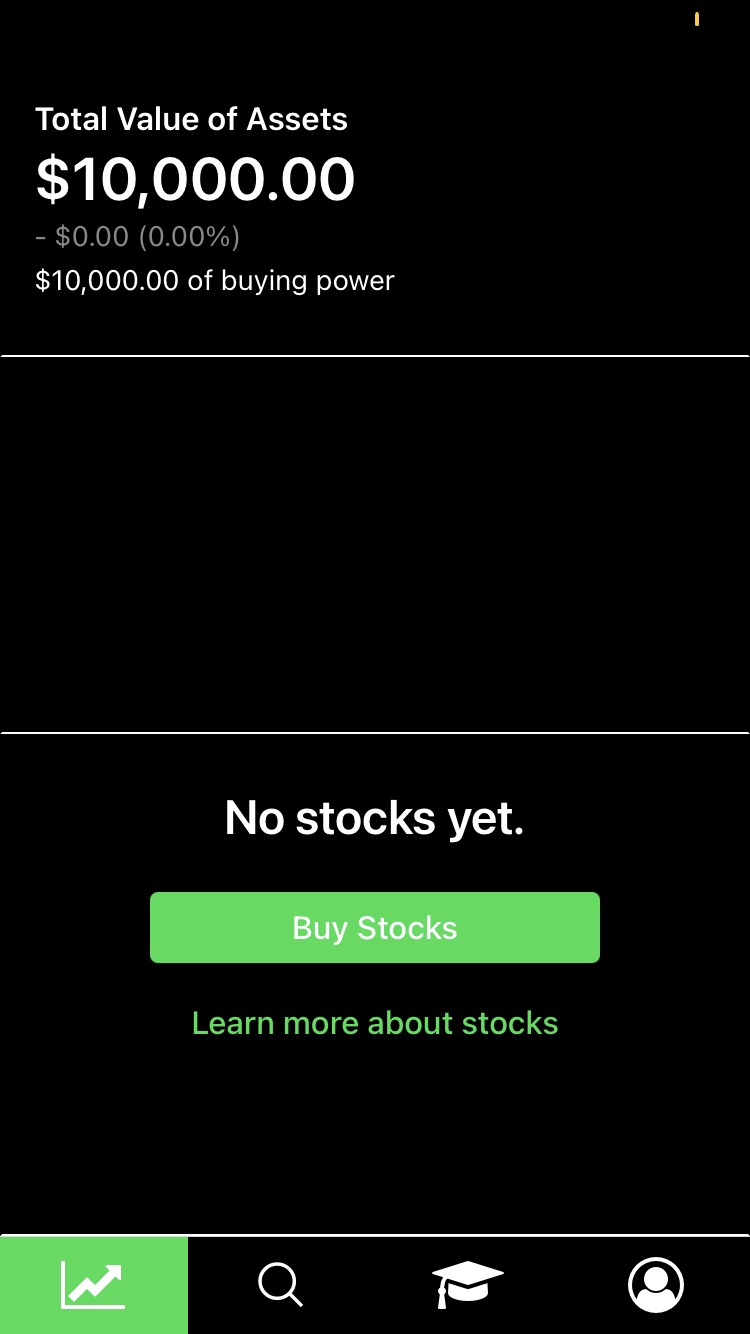 Total Value of Assets
$10,000.00
- $0.00 (0.00%)
$10,000.00 of buying power
No stocks yet.
Buy Stocks
Learn more about stocks